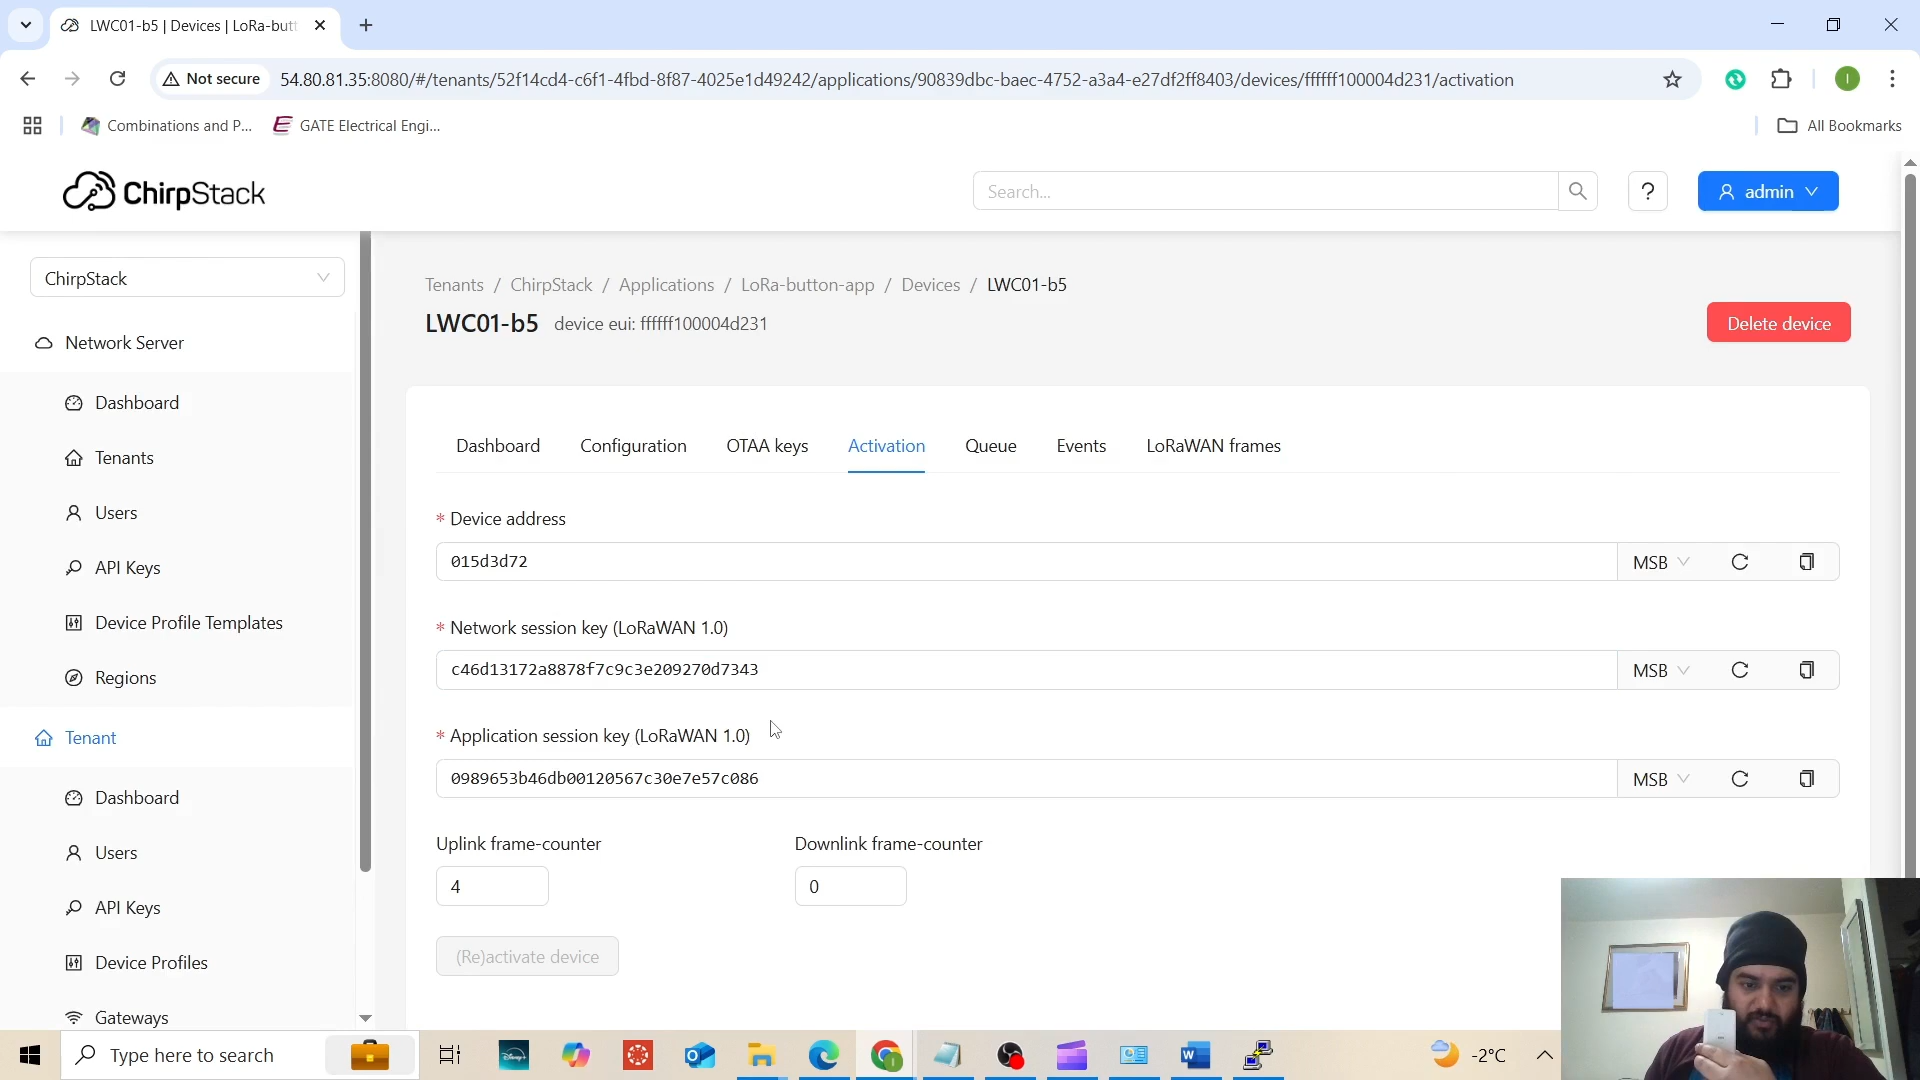 LWC01-b5 | Devices | LoRa-butt
Not secure
54.80.81.35:8080/#/tenants/52f14cd4-c6f1-4fbd-8f87-4025e1d49242/applications/90839dbc-baec-4752-a3a4-e27df2ff8403/devices/ffffff100004d231/activation
I
Combinations and P...
GATE Electrical Engi...
All Bookmarks
ChirpStack
Search...
?
admin
ChirpStack
Network Server
Dashboard
Tenants
Users
API Keys
Device Profile Templates
Regions
Tenant
Dashboard
Users
API Keys
Device Profiles
Gateways
Tenants / ChirpStack / Applications / LoRa-button-app / Devices / LWC01-b5
LWC01-b5 device eui: ffffff100004d231
Delete device
Dashboard Configuration OTAA keys Activation Queue Events LoRaWAN frames
* Device address
015d3d72 MSB
* Network session key (LoRaWAN 1.0)
c46d13172a8878f7c9c3e209270d7343 MSB
* Application session key (LoRaWAN 1.0)
0989653b46db00120567c30e7e57c086 MSB
Uplink frame-counter Downlink frame-counter
4 0
(Re)activate device
Type here to search
-2°C